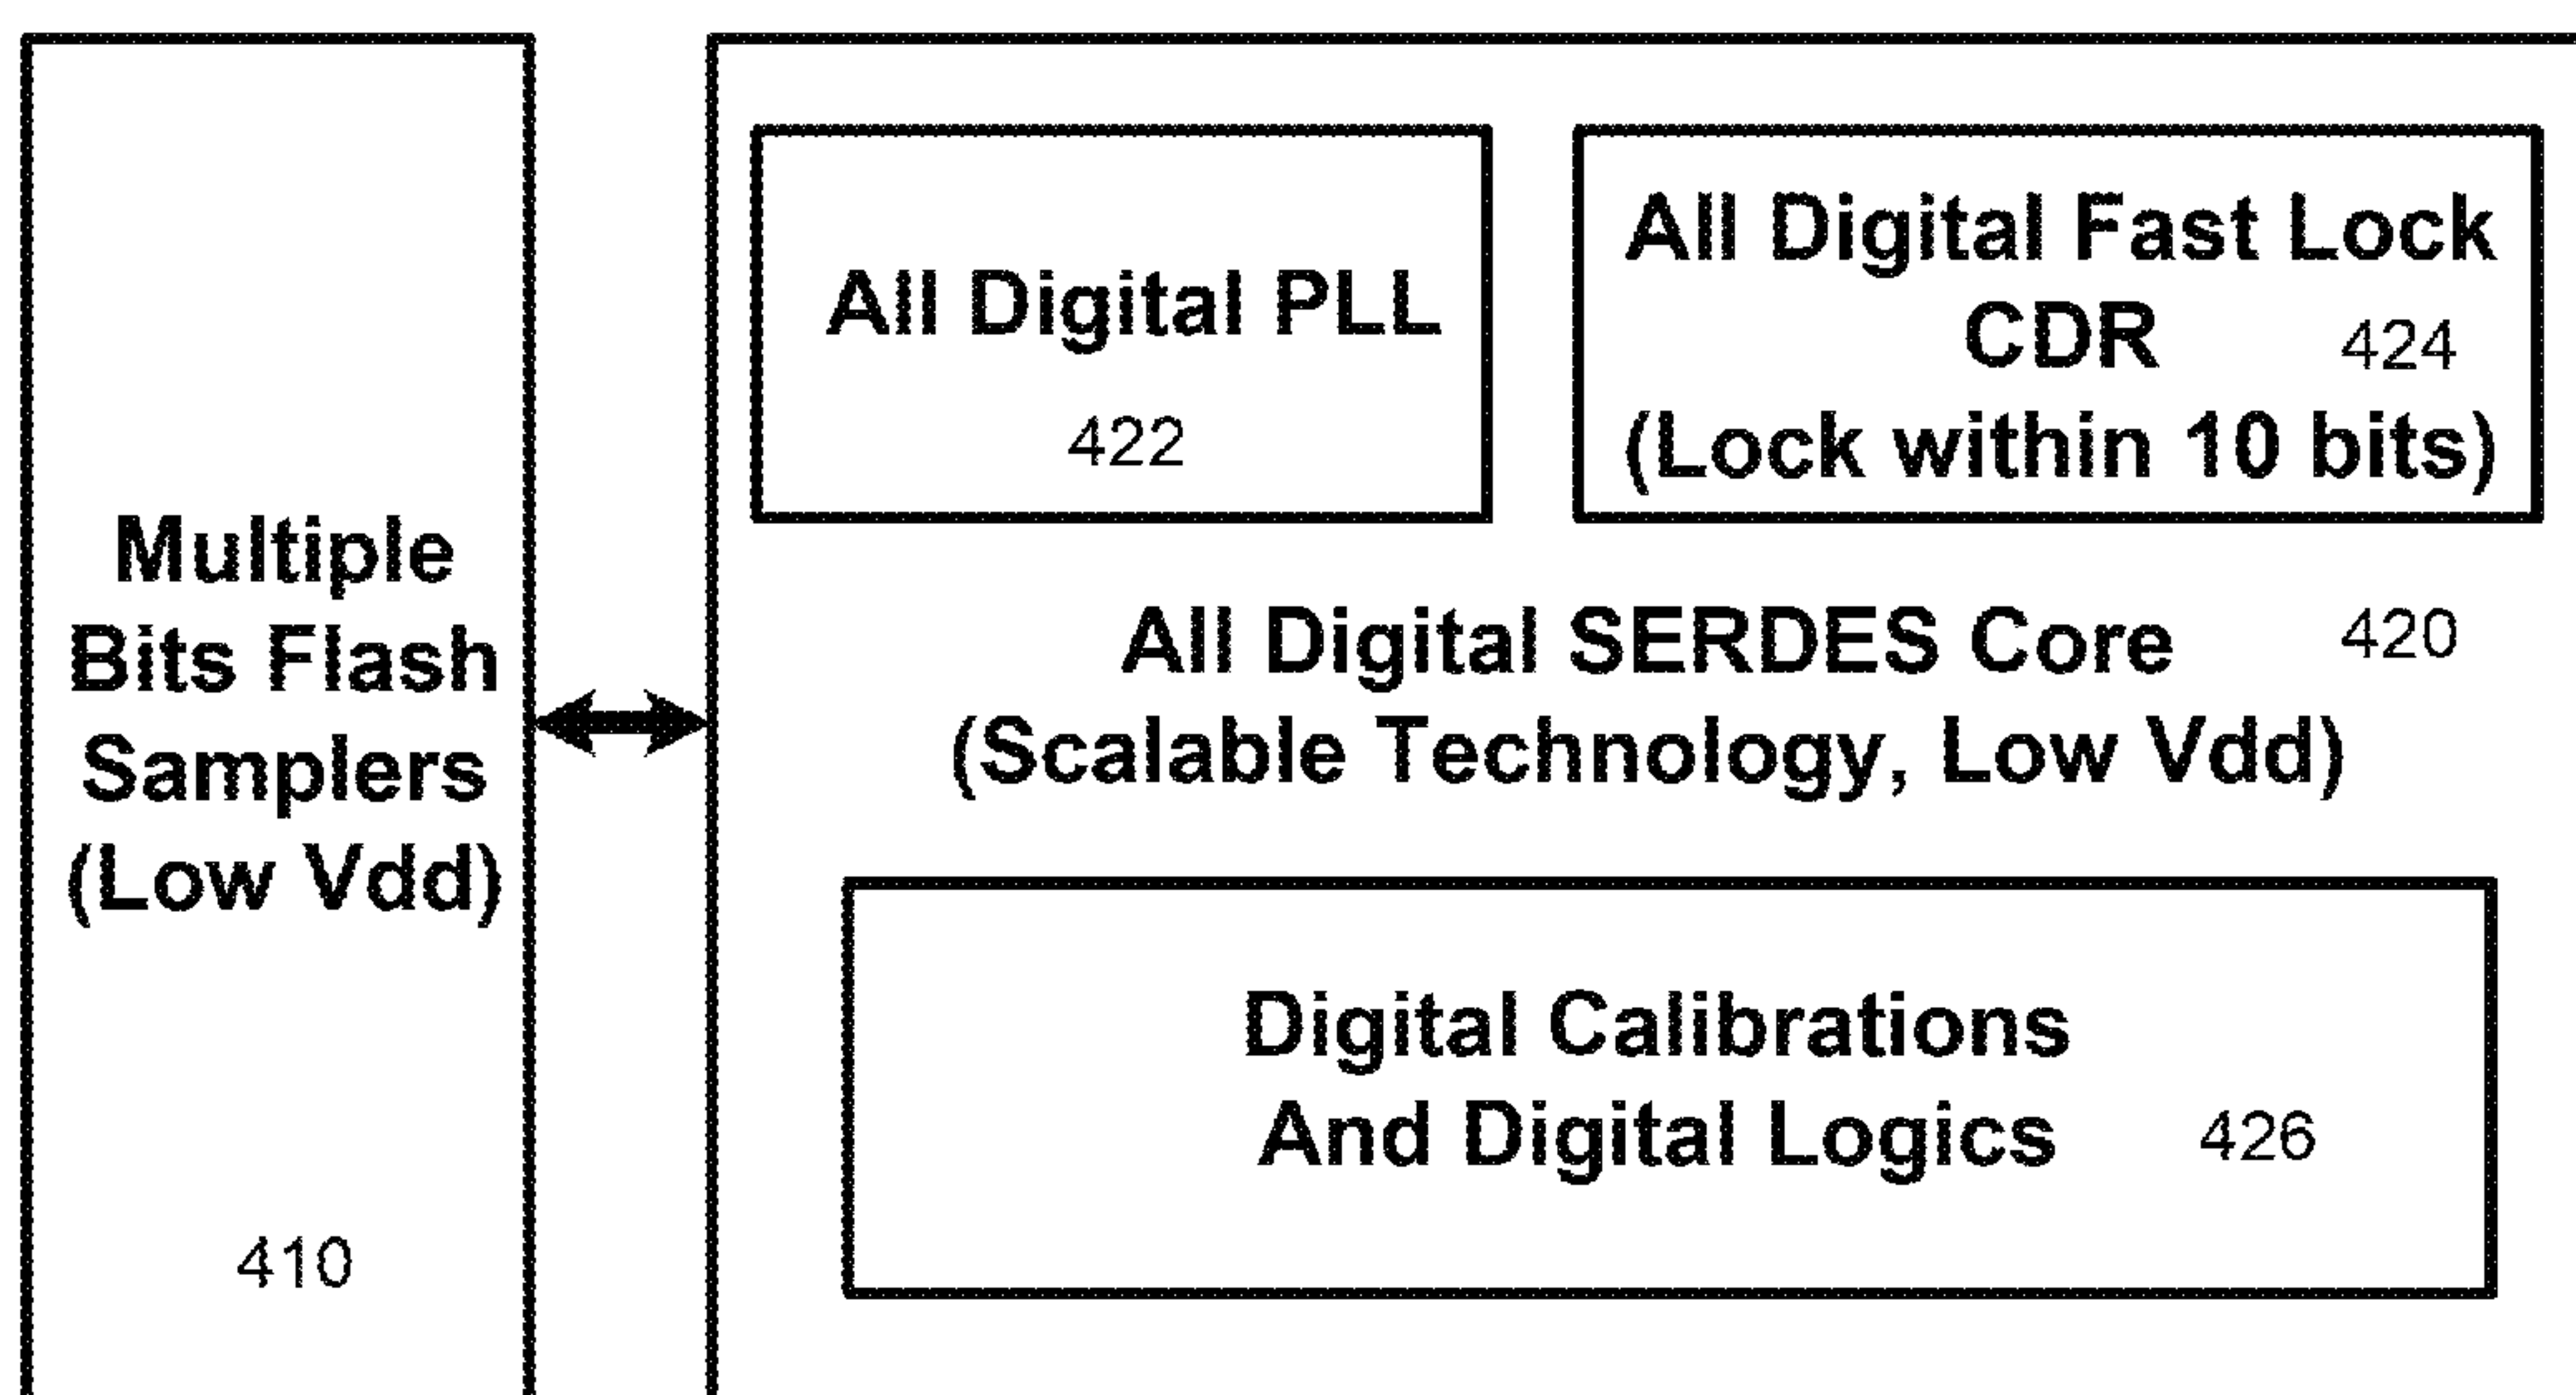 Multiple
Bits Flash
Samplers
(Low Vdd)
410
All Digital PLL
422
All Digital Fast Lock
CDR 424
(Lock within 10 bits)
All Digital SERDES Core 420
(Scalable Technology, Low Vdd)
Digital Calibrations
And Digital Logics 426